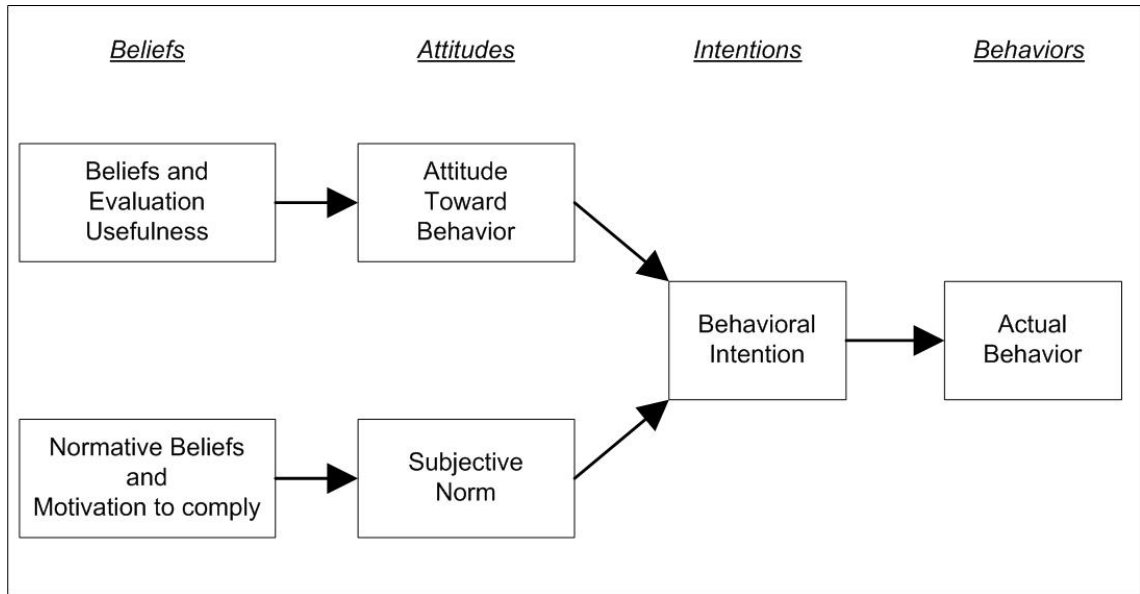 Beliefs
Attitudes
Intentions
Behaviors
Beliefs and
Evaluation
Usefulness
Attitude
Toward
Behavior
Behavioral
Intention
Actual
Behavior
Normative Beliefs
and
Motivation to comply
Subjective
Norm